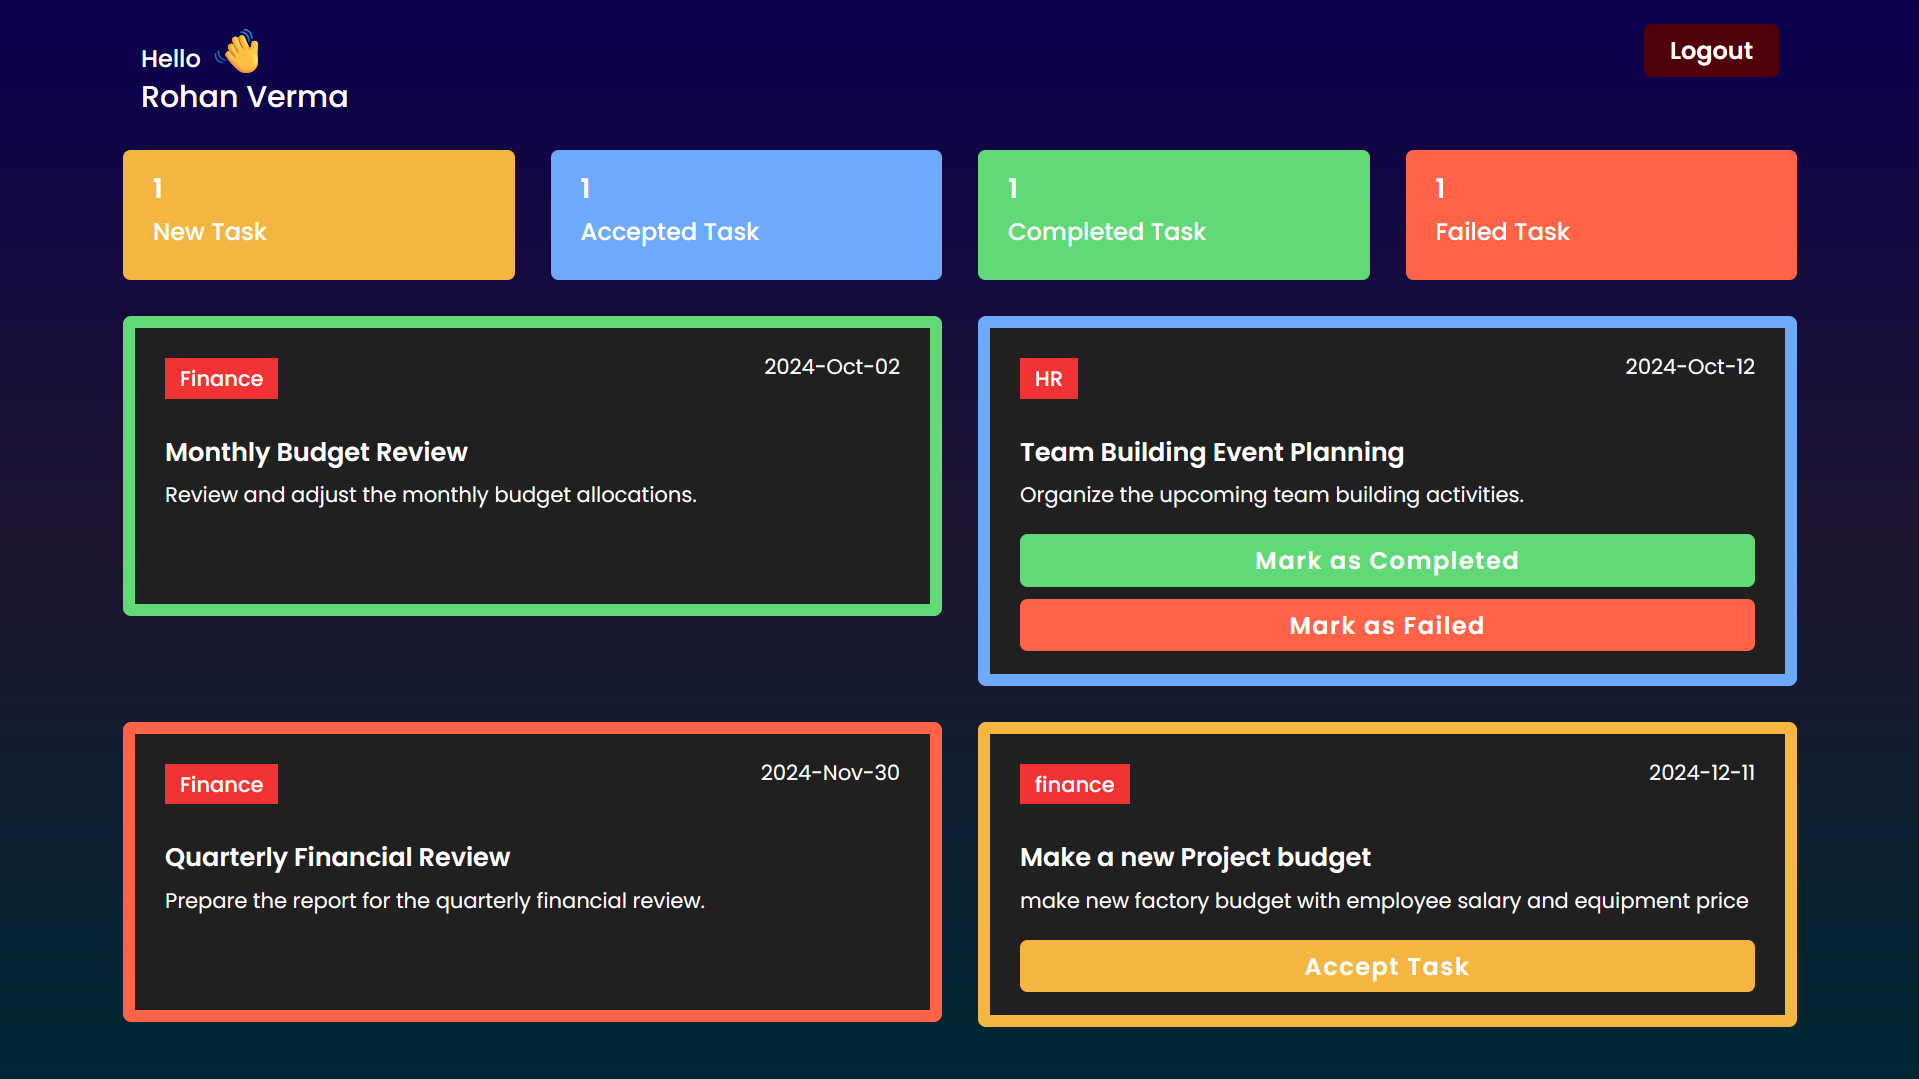 Hello
Rohan Verma
Logout
1
New Task
1
Accepted Task
1
Completed Task
1
Failed Task
Finance
2024-Oct-02
Monthly Budget Review
Review and adjust the monthly budget allocations.
HR
2024-Oct-12
Team Building Event Planning
Organize the upcoming team building activities.
Mark as Completed
Mark as Failed
Finance
2024-Nov-30
Quarterly Financial Review
Prepare the report for the quarterly financial review.
finance
2024-12-11
Make a new Project budget
make new factory budget with employee salary and equipment price
Accept Task